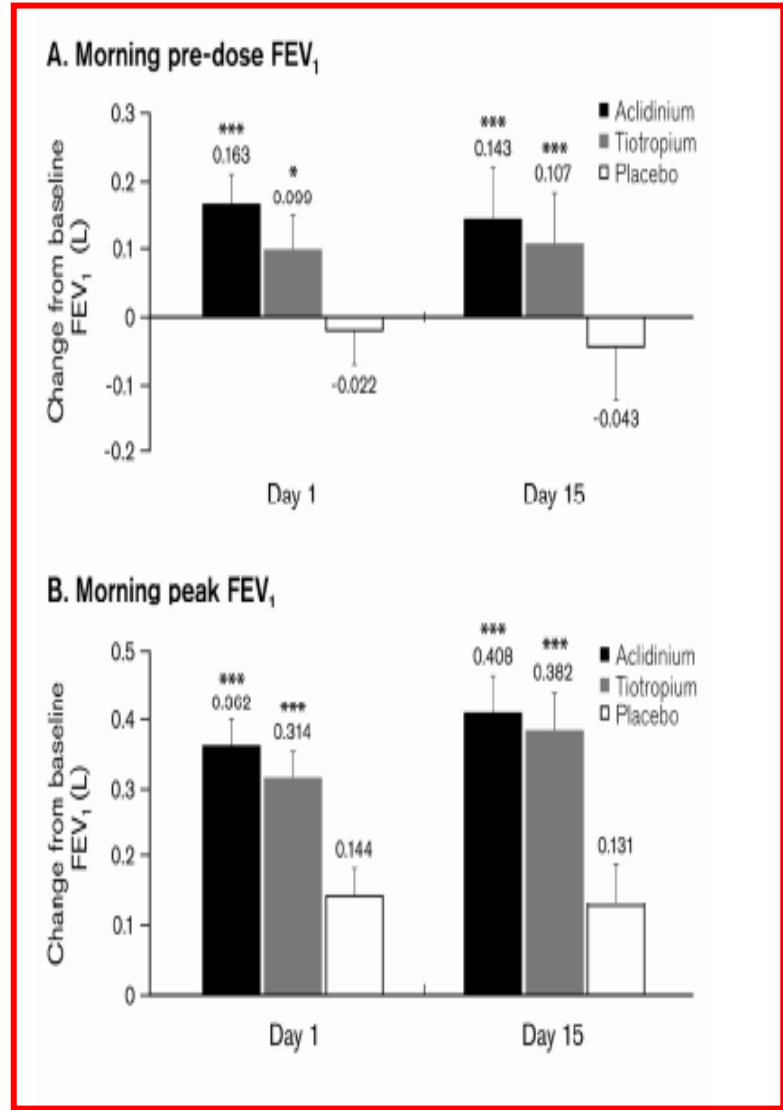 A. Morning pre-dose FEV₁
Change from baseline
FEV₁ (L)
0.3
0.2
0.1
0
-0.1
-0.2
***
0.163
*
0.099
-0.022
***
0.143
***
0.107
-0.043
Aclidinium
Tiotropium
Placebo
Day 1
Day 15
B. Morning peak FEV₁
Change from baseline
FEV₁ (L)
0.5
0.4
0.3
0.2
0.1
0
***
***
0.314
0.144
***
0.408
***
0.382
0.131
Aclidinium
Tiotropium
Placebo
Day 1
Day 15